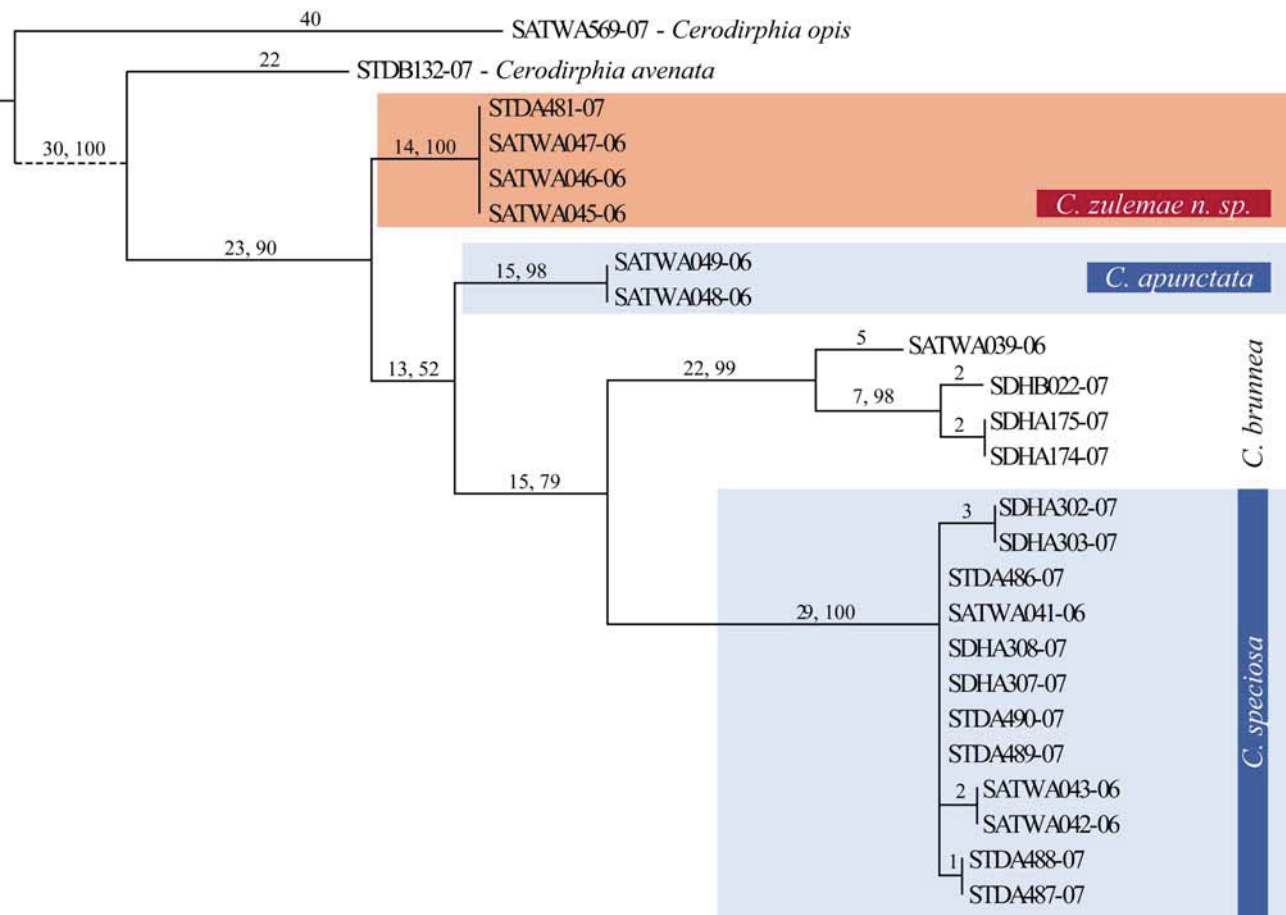 40
SATWA569-07 - Cerodirphia opis
22
STDB132-07 - Cerodirphia avenata
30, 100
STDA481-07
14, 100
SATWA047-06
SATWA046-06
SATWA045-06
C. zulemae n. sp.
23, 90
SATWA049-06
15, 98
SATWA048-06
C. apunctata
13, 52
5
SATWA039-06
22, 99
2
SDHB022-07
7, 98
2
SDHA175-07
SDHA174-07
C. brunnea
15, 79
3
SDHA302-07
SDHA303-07
STDA486-07
SATWA041-06
29, 100
SDHA308-07
SDHA307-07
STDA490-07
STDA489-07
2
SATWA043-06
SATWA042-06
1
STDA488-07
STDA487-07
C. speciosa